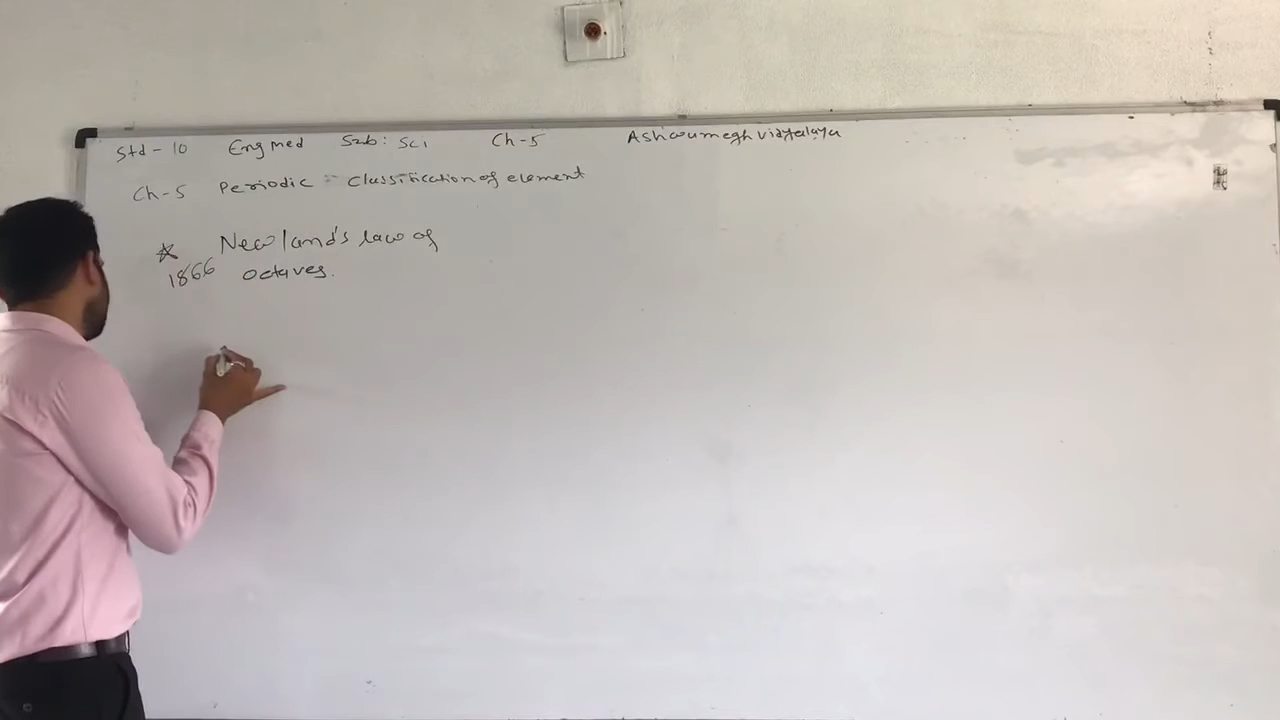 Std - 10 Eng med Sub: Sci Ch-5 Ashwumegh vidyalaya
Ch-5 Periodic Classification of element
Newland's law of
1866 octaves.